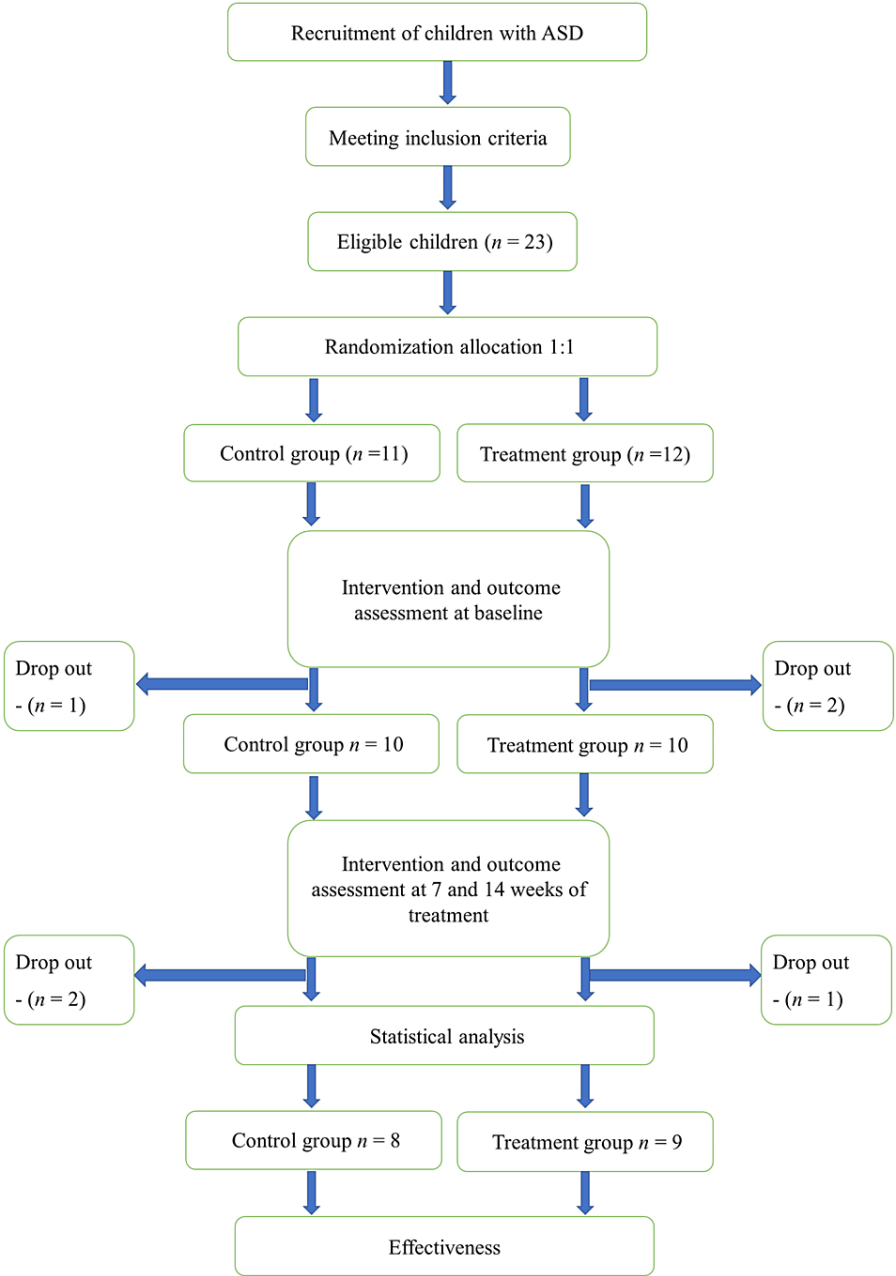 Recruitment of children with ASD
Meeting inclusion criteria
Eligible children (n = 23)
Randomization allocation 1:1
Control group (n =11)
Treatment group (n =12)
Intervention and outcome
assessment at baseline
Drop out
- (n = 1)
Drop out
- (n = 2)
Control group n = 10
Treatment group n = 10
Intervention and outcome
assessment at 7 and 14 weeks of
treatment
Drop out
- (n = 2)
Drop out
- (n = 1)
Statistical analysis
Control group n = 8
Treatment group n = 9
Effectiveness